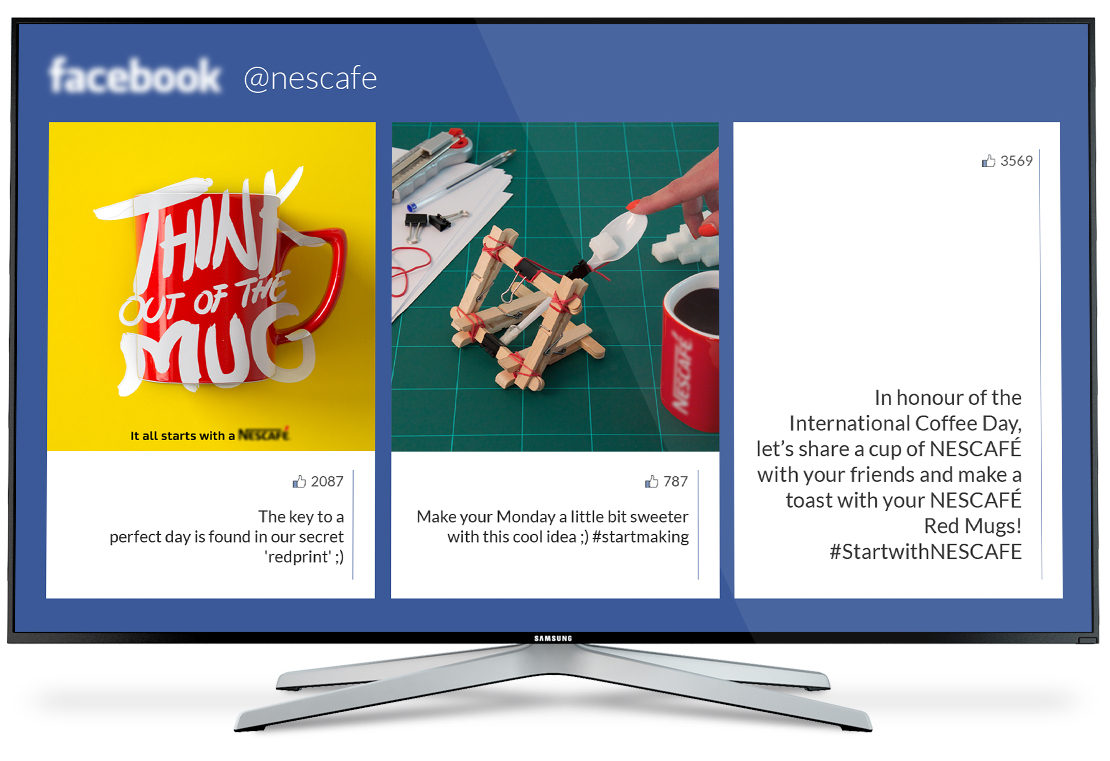 facebook @nescafe
THINK
OUT OF THE
MUG
It all starts with a NESCAFÉ
2087
The key to a
perfect day is found in our secret
'redprint' ;)
NESCAFÉ
787
Make your Monday a little bit sweeter
with this cool idea ;) #startmaking
3569
In honour of the
International Coffee Day,
let's share a cup of NESCAFÉ
with your friends and make a
toast with your NESCAFÉ
Red Mugs!
#StartwithNESCAFE
SAMSUNG